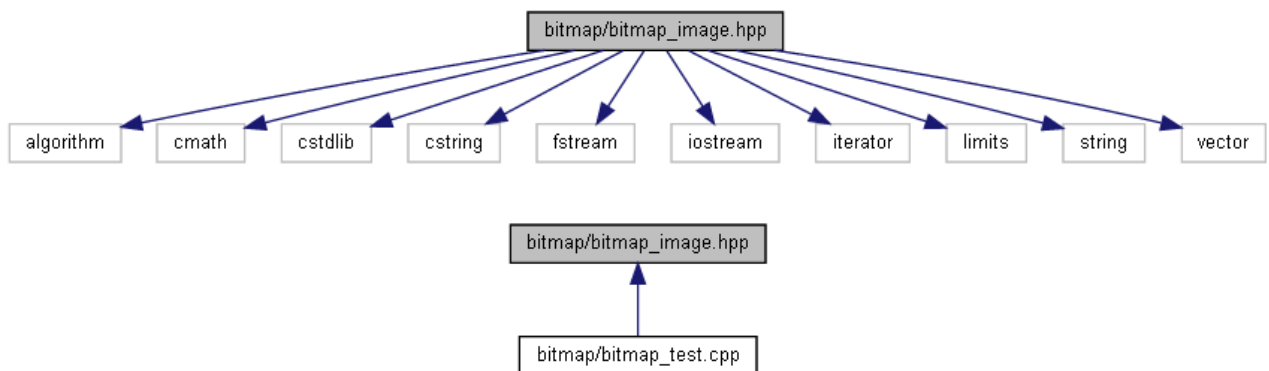 bitmap/bitmap_image.hpp
algorithm cmath cstdlib cstring fstream iostream iterator limits string vector
bitmap/bitmap_image.hpp
bitmap/bitmap_test.cpp